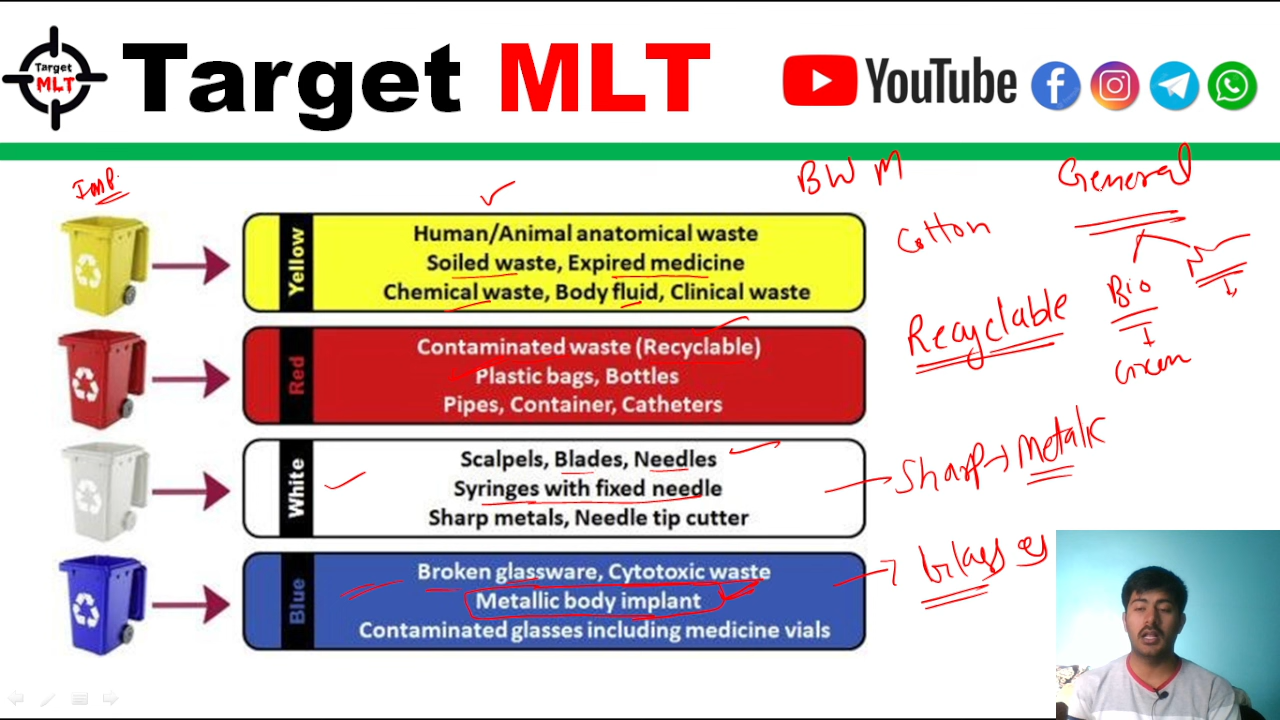 Target
MLT
Target MLT
YouTube
Imp.
BWM
General
Cotton
Bio
Green
Recyclable
Yellow
Human/Animal anatomical waste
Soiled waste, Expired medicine
Chemical waste, Body fluid, Clinical waste
Red
Contaminated waste (Recyclable)
Plastic bags, Bottles
Pipes, Container, Catheters
White
Scalpels, Blades, Needles
Syringes with fixed needle
Sharp metals, Needle tip cutter
Sharp → Metalic
Blue
Broken glassware, Cytotoxic waste
Metallic body implant
Contaminated glasses including medicine vials
Glasses